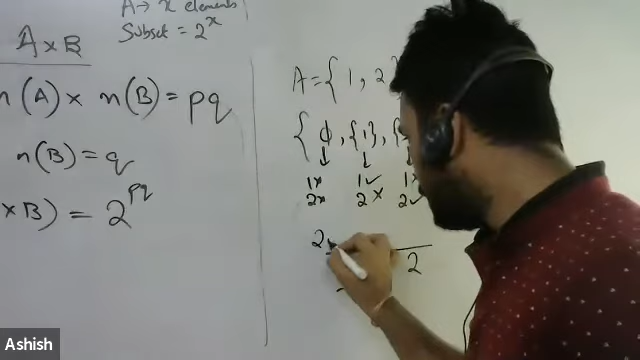 A → x elements
Subset = 2^x
A × B
n(A) × n(B) = pq
n(B) = q
× B) = 2^pq
A = { 1, 2
{ ϕ, {1}, {
↓ ↓ ↓
1× 1✓ 1×
2× 2× 2✓
2
2
Ashish